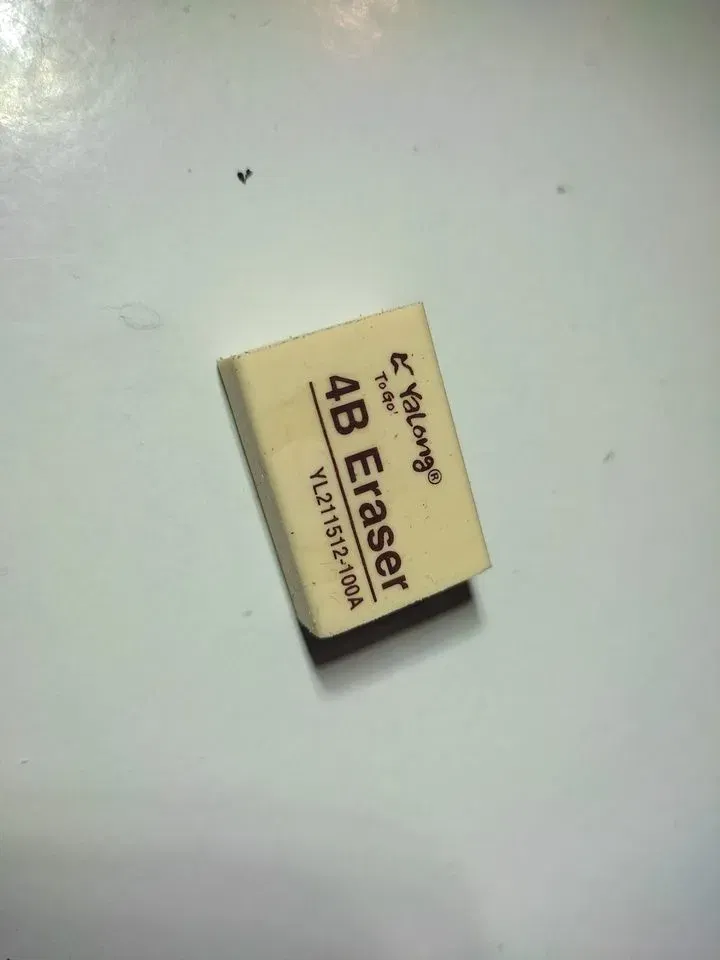 Yalong®
ToGo'
4B Eraser
YL211512-100A